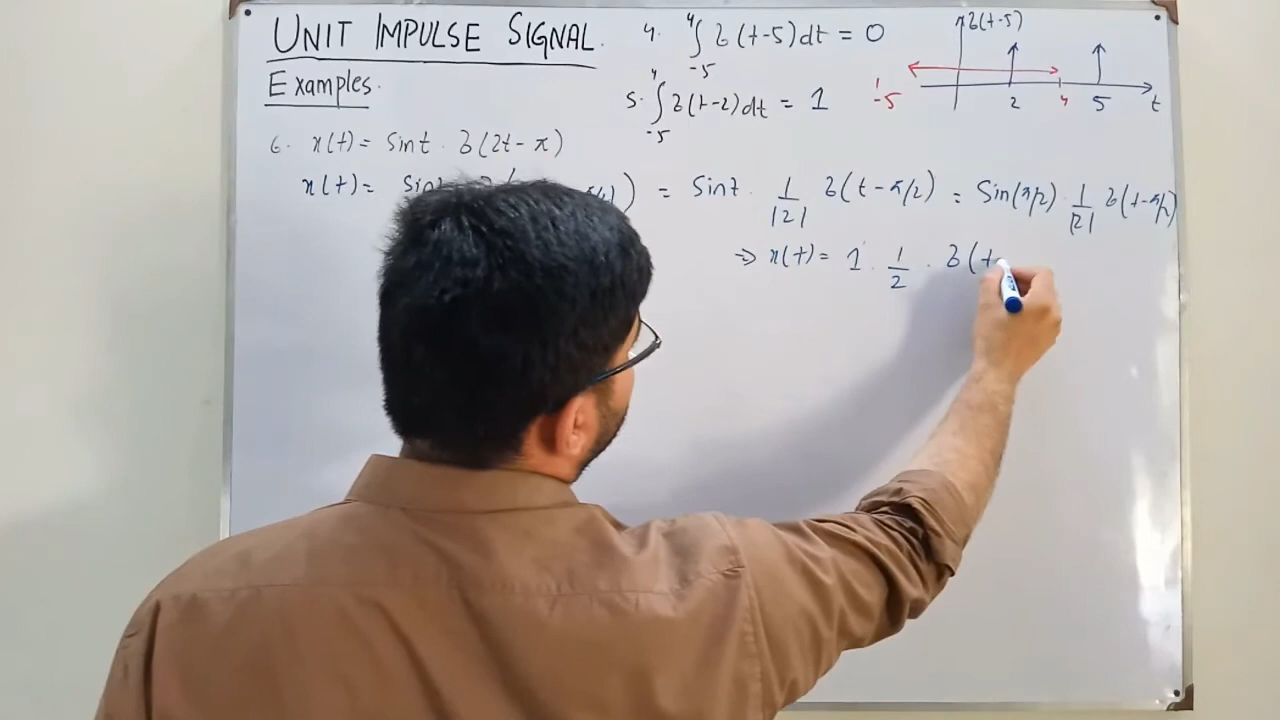 UNIT IMPULSE SIGNAL.
Examples.
4. ∫₋₅⁴ δ(t-5)dt = 0
5. ∫₋₅⁴ δ(t-2)dt = 1
δ(t-5)
-5 2 4 5 t
6. x(t) = Sint . δ(2t - π)
x(t) = Sint = Sint . 1/|2| δ(t - π/2) = Sin(π/2) . 1/|2| δ(t-π/2)
⇒ x(t) = 1 . 1/2 . δ(t